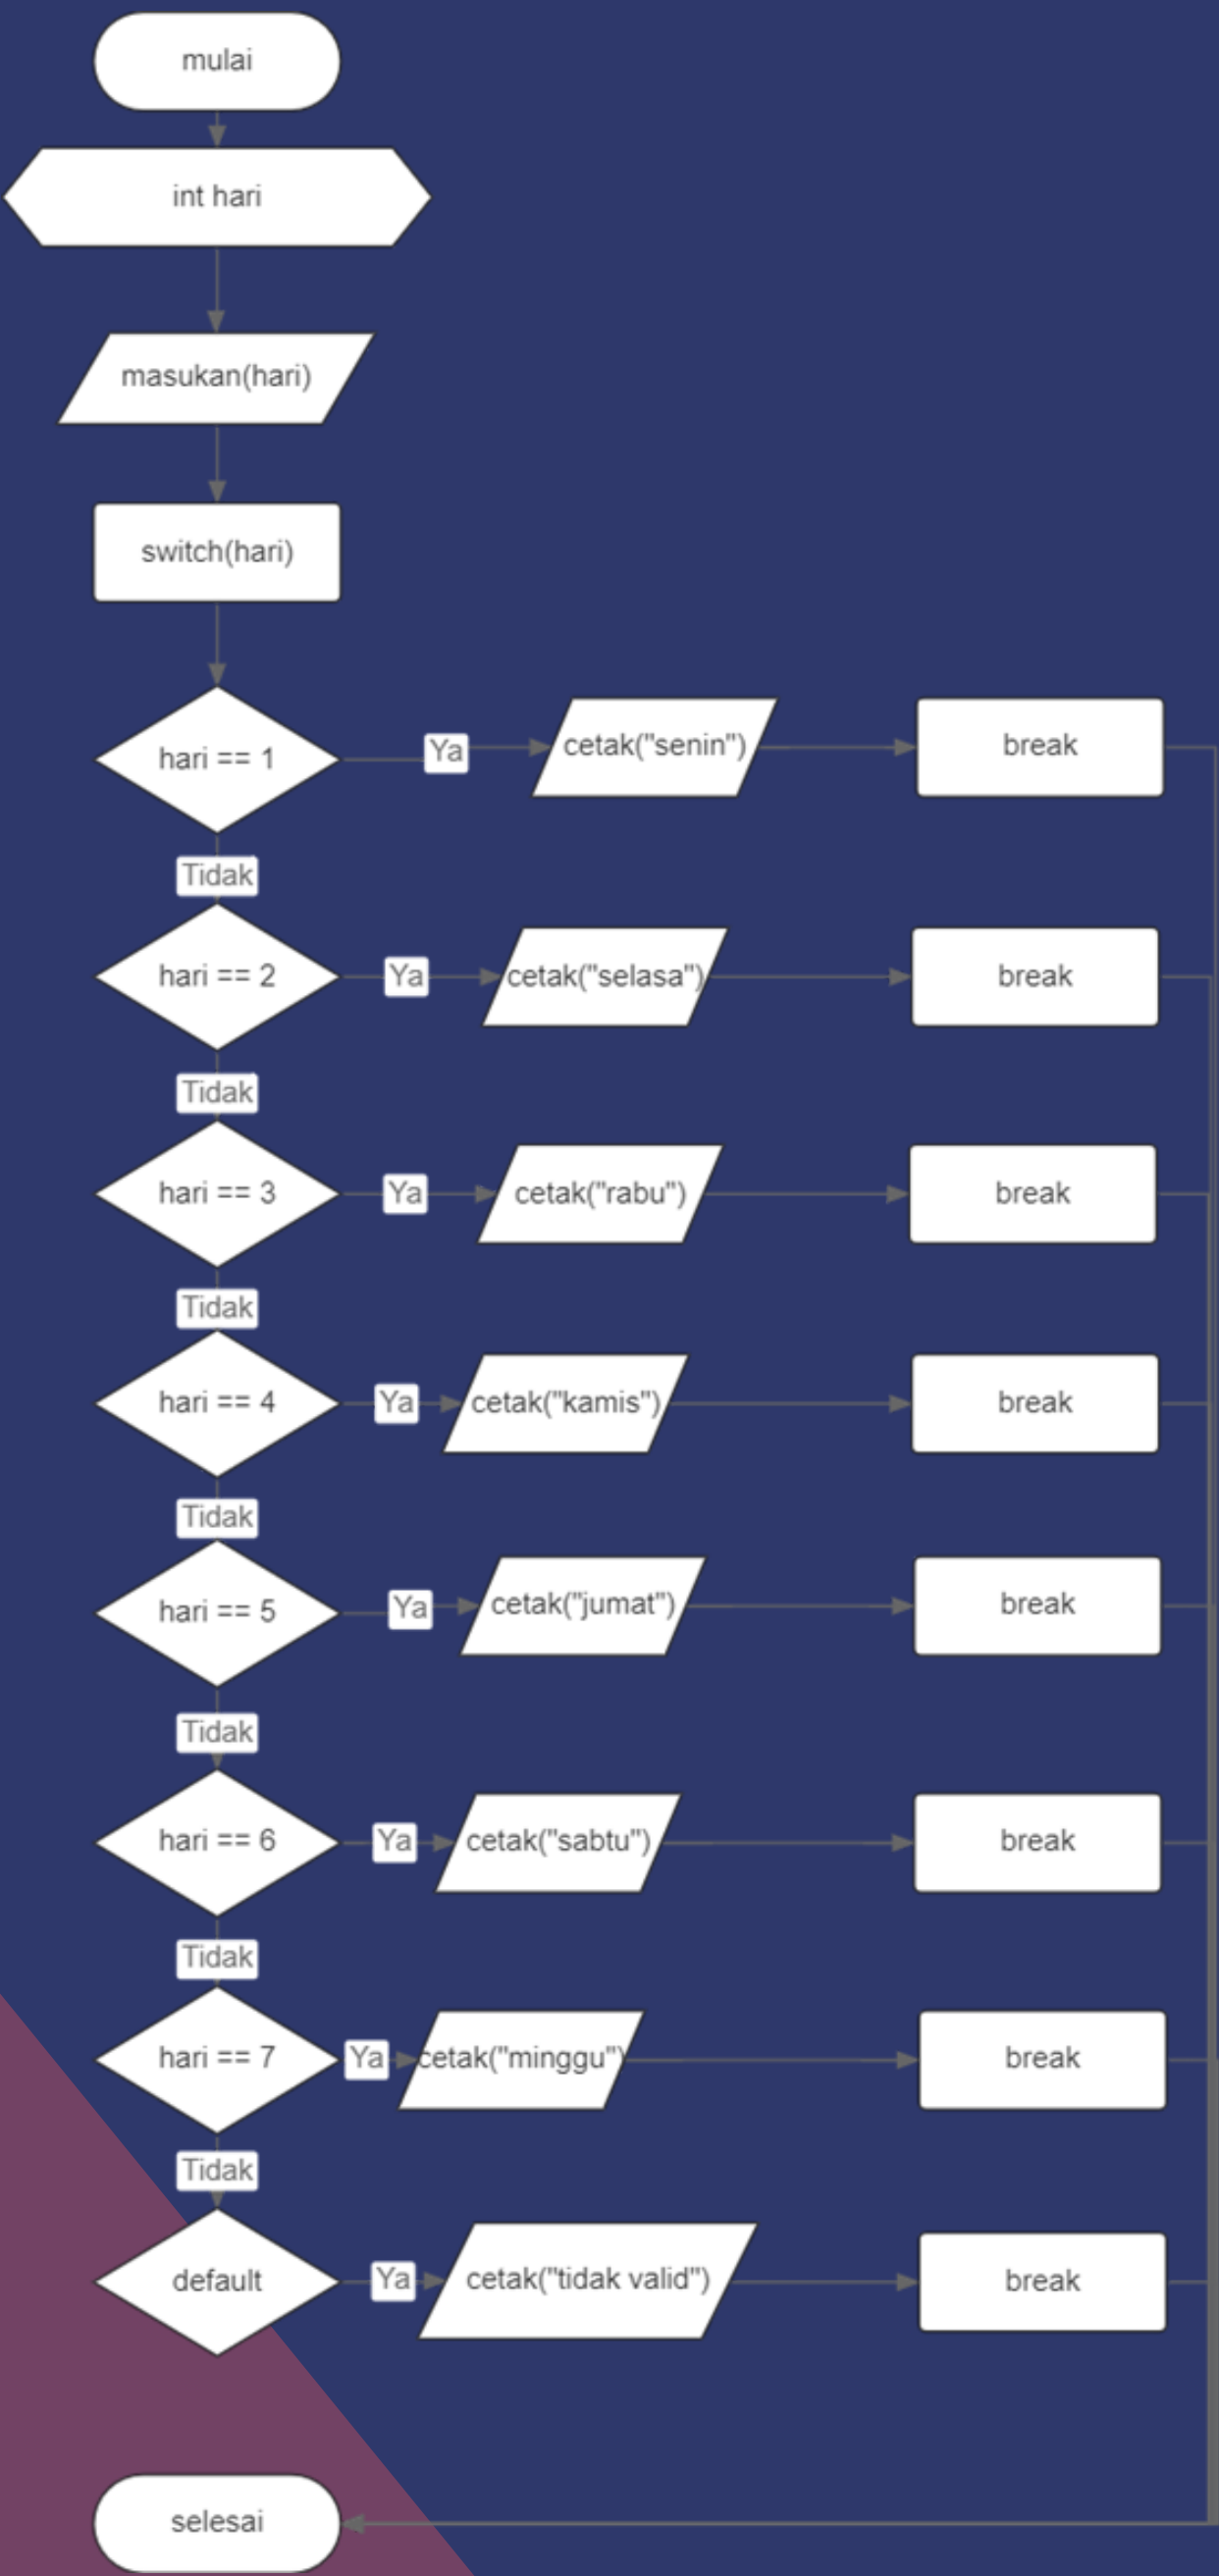 mulai
int hari
masukan(hari)
switch(hari)
hari == 1
Ya
cetak("senin")
break
Tidak
hari == 2
Ya
cetak("selasa")
break
Tidak
hari == 3
Ya
cetak("rabu")
break
Tidak
hari == 4
Ya
cetak("kamis")
break
Tidak
hari == 5
Ya
cetak("jumat")
break
Tidak
hari == 6
Ya
cetak("sabtu")
break
Tidak
hari == 7
Ya
cetak("minggu")
break
Tidak
default
Ya
cetak("tidak valid")
break
selesai